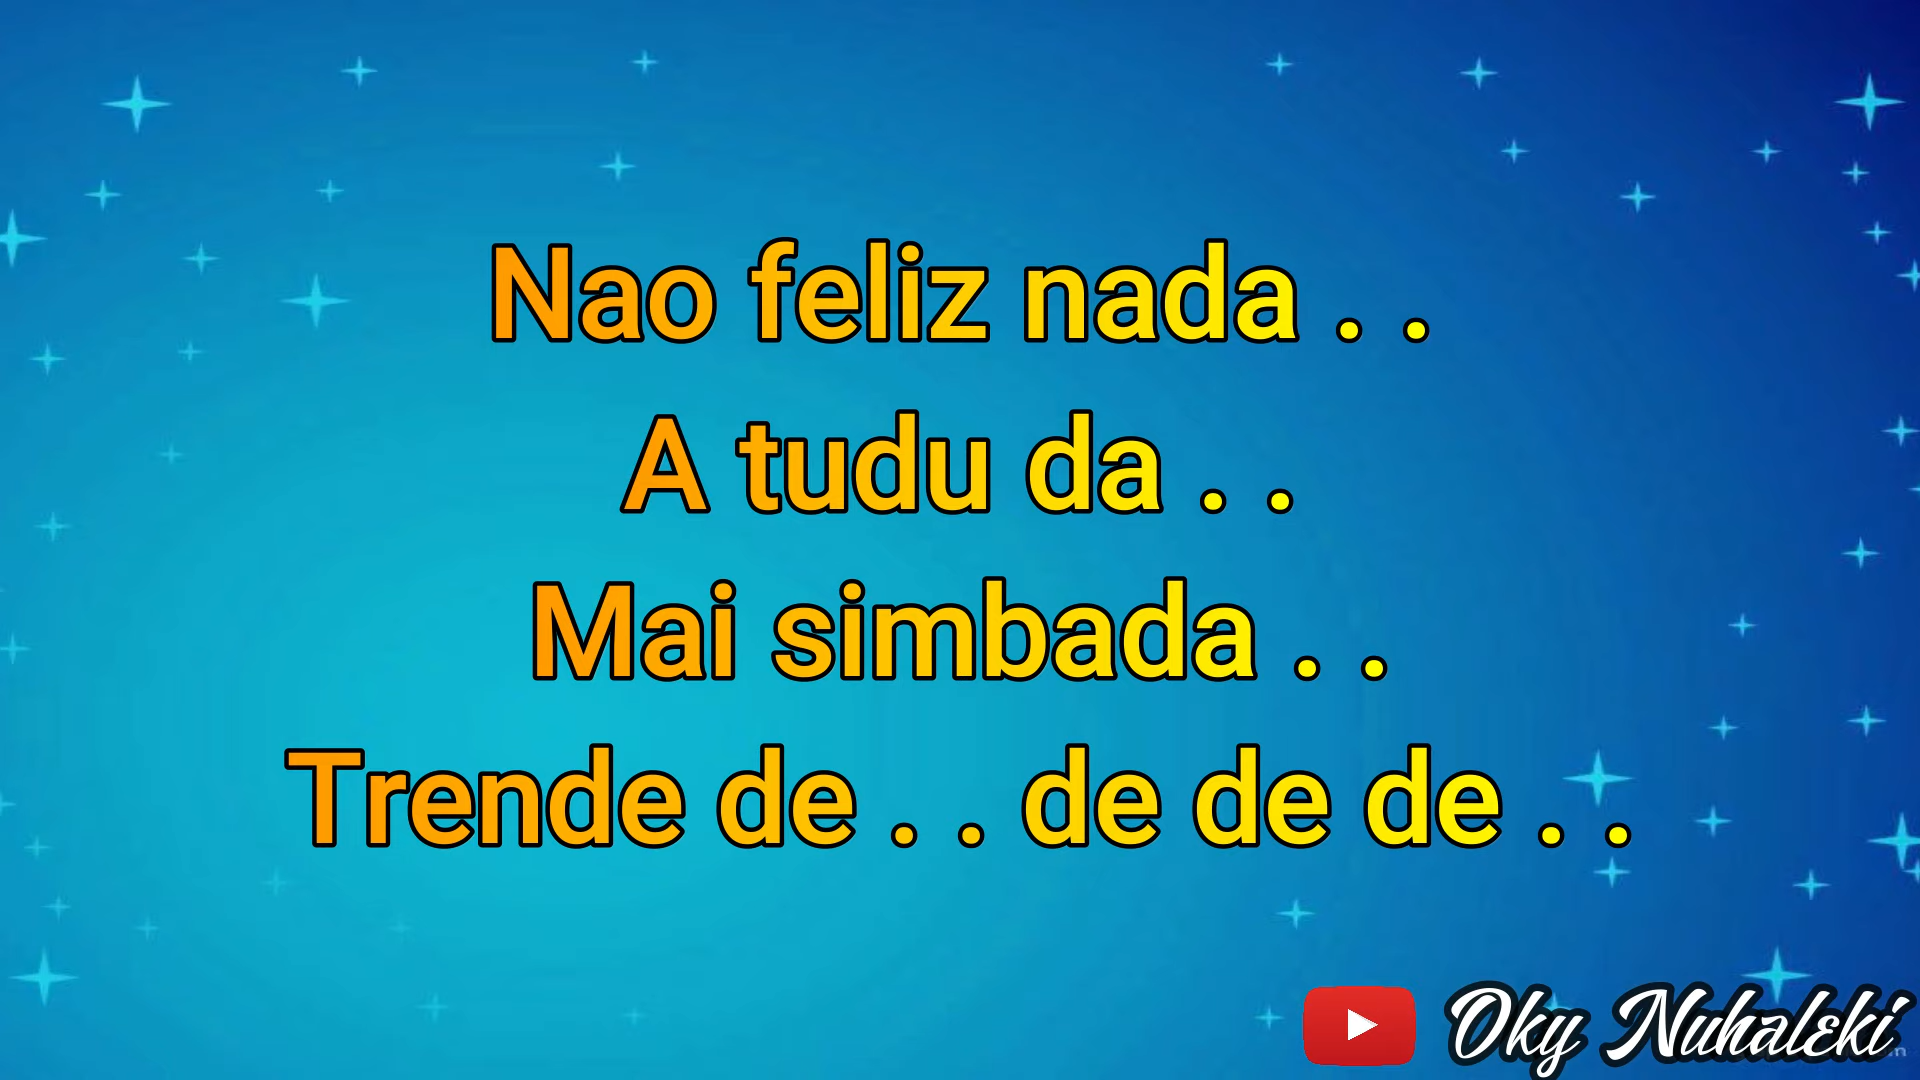 Nao feliz nada . .
A tudu da . .
Mai simbada . .
Trende de . . de de de . .
Oky Nuhaleki